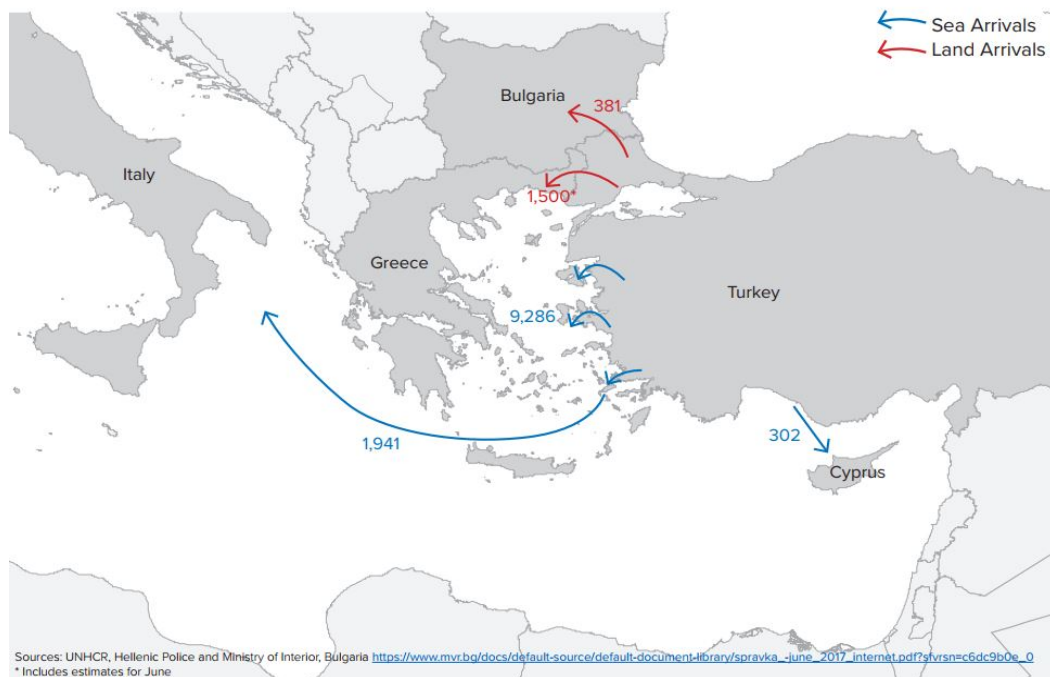 Sea Arrivals
Land Arrivals
Bulgaria
381
Italy
1,500*
Greece
Turkey
9,286
1,941
302
Cyprus
Sources: UNHCR, Hellenic Police and Ministry of Interior, Bulgaria https://www.mvr.bg/docs/default-source/default-document-library/spravka_-june_2017_internet.pdf?sfvrsn=c6dc9b0e_0
* Includes estimates for June